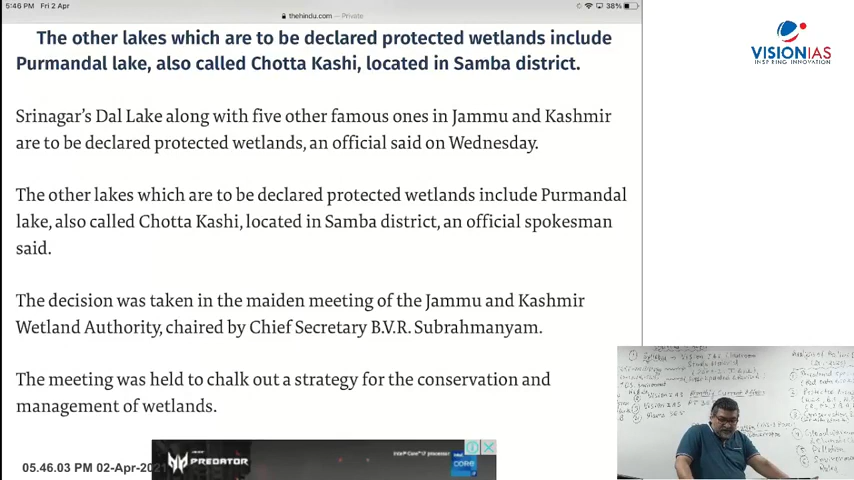 5:46 PM Fri 2 Apr
38%
thehindu.com — Private
The other lakes which are to be declared protected wetlands include
Purmandal lake, also called Chotta Kashi, located in Samba district.
VISIONIAS
INSPIRING INNOVATION
Srinagar's Dal Lake along with five other famous ones in Jammu and Kashmir
are to be declared protected wetlands, an official said on Wednesday.
The other lakes which are to be declared protected wetlands include Purmandal
lake, also called Chotta Kashi, located in Samba district, an official spokesman
said.
The decision was taken in the maiden meeting of the Jammu and Kashmir
Wetland Authority, chaired by Chief Secretary B.V.R. Subrahmanyam.
The meeting was held to chalk out a strategy for the conservation and
management of wetlands.
PREDATOR
05.46.03 PM 02-Apr-2021